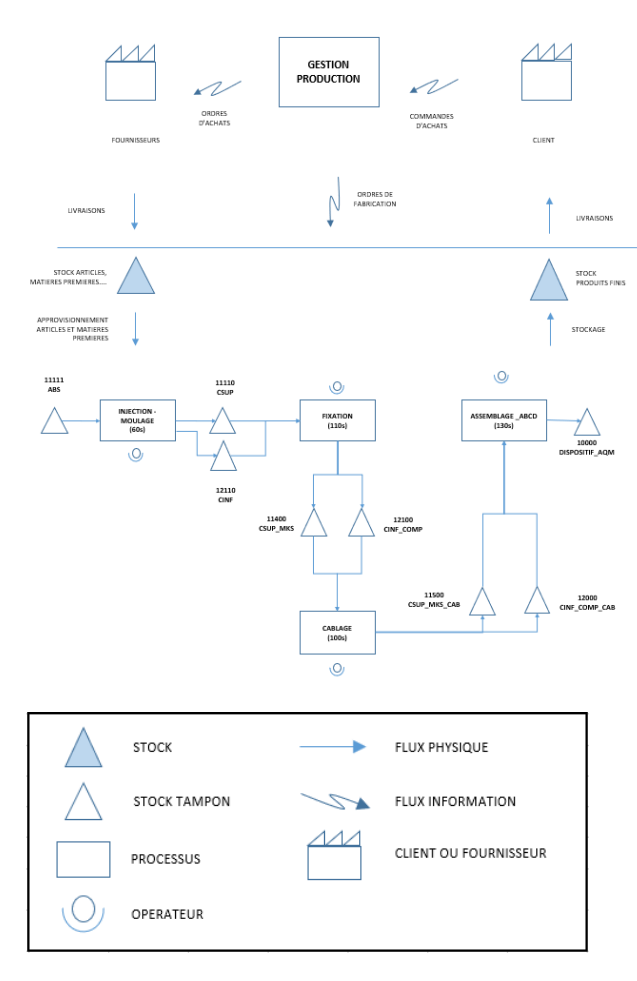 GESTION
PRODUCTION
ORDRES
D'ACHATS
COMMANDES
D'ACHATS
FOURNISSEURS
CLIENT
ORDRES DE
FABRICATION
LIVRAISONS
LIVRAISONS
STOCK ARTICLES,
MATIERES PREMIERES....
STOCK
PRODUITS FINIS
APPROVISIONNEMENT
ARTICLES ET MATIERES
PREMIERES
STOCKAGE
11111
ABS
INJECTION -
MOULAGE
(60s)
11110
CSUP
12110
CINF
FIXATION
(110s)
ASSEMBLAGE _ABCD
(130s)
10000
DISPOSITIF_AQM
11400
CSUP_MKS
12100
CINF_COMP
11500
CSUP_MKS_CAB
12000
CINF_COMP_CAB
CABLAGE
(100s)
STOCK
FLUX PHYSIQUE
STOCK TAMPON
FLUX INFORMATION
PROCESSUS
CLIENT OU FOURNISSEUR
OPERATEUR